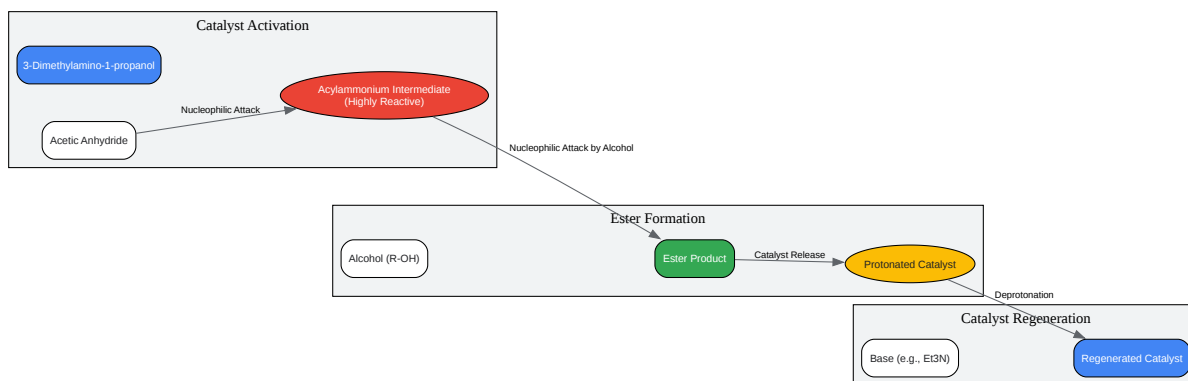 Catalyst Activation
3-Dimethylamino-1-propanol
Acylammonium Intermediate
(Highly Reactive)
Nucleophilic Attack
Acetic Anhydride
Nucleophilic Attack by Alcohol
Ester Formation
Alcohol (R-OH)
Ester Product
Catalyst Release
Protonated Catalyst
Deprotonation
Catalyst Regeneration
Base (e.g., Et3N)
Regenerated Catalyst